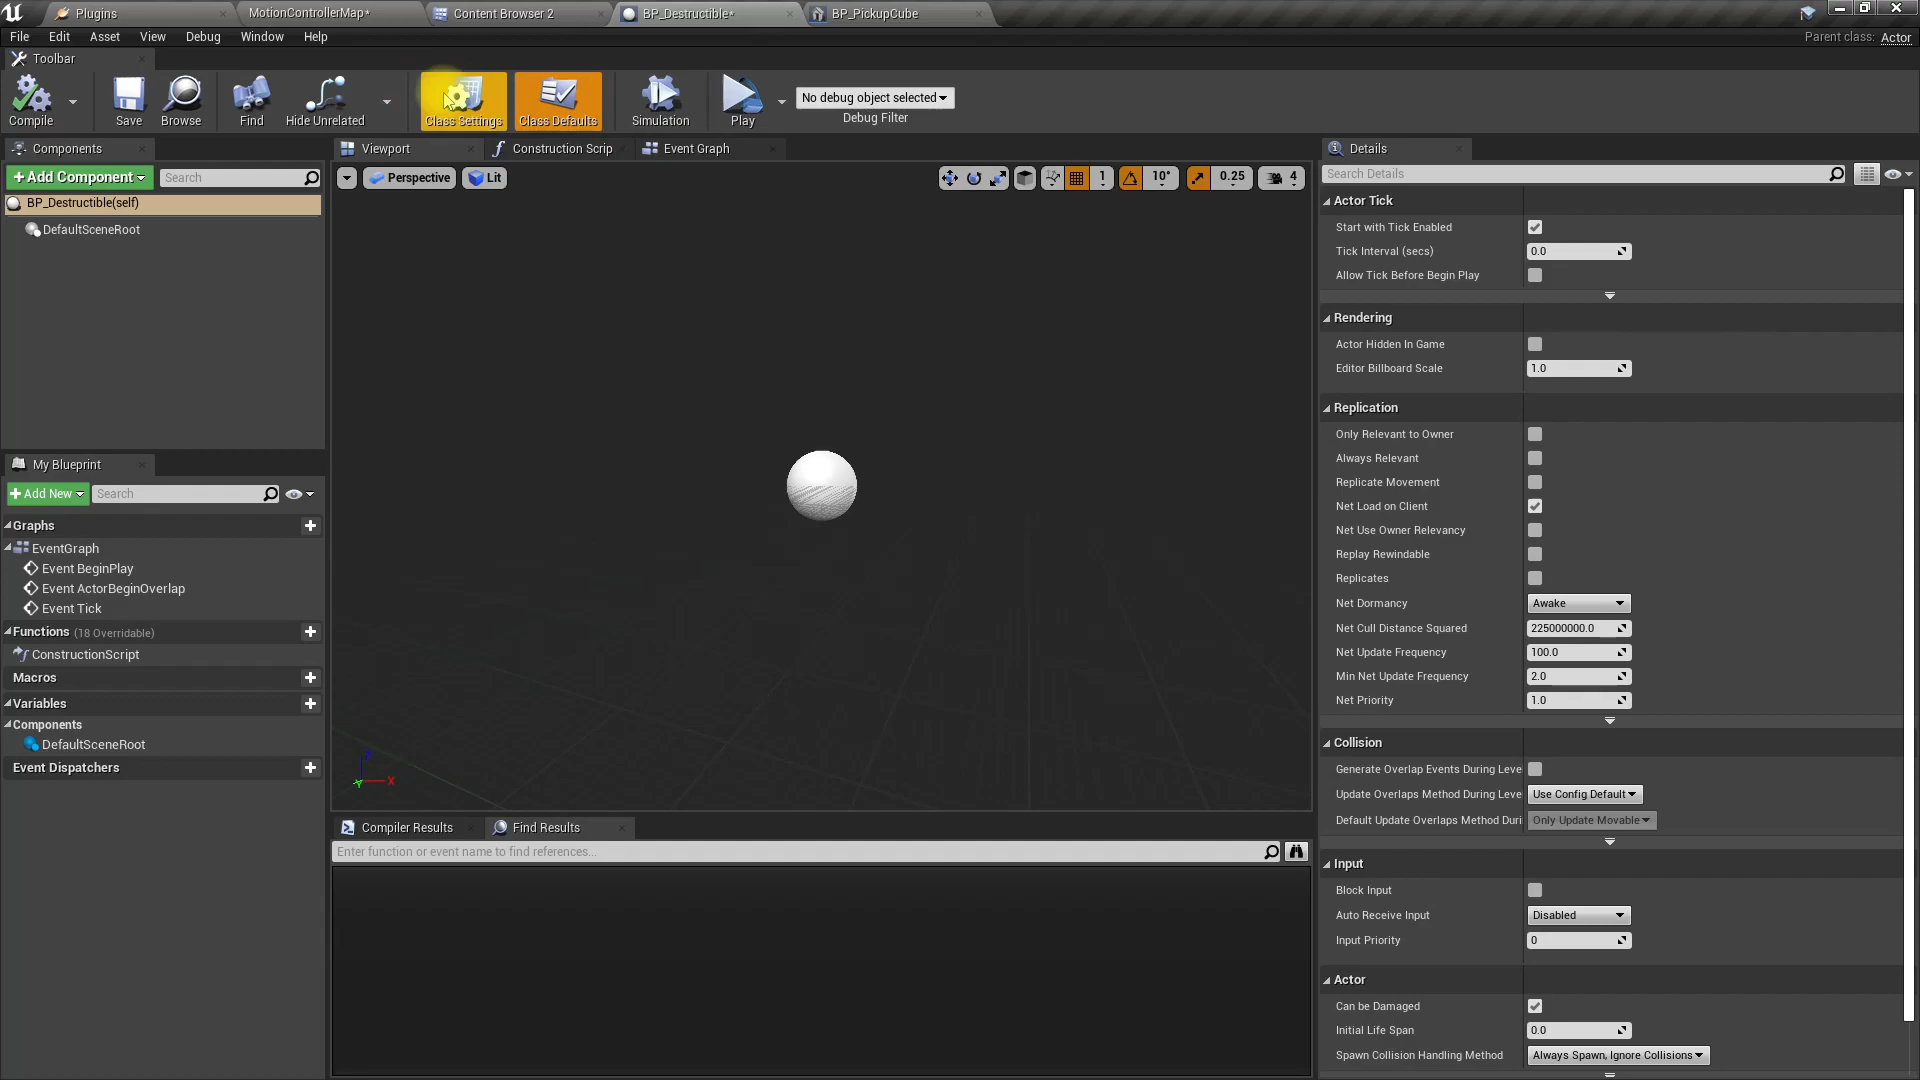 Plugins
MotionControllerMap*
Content Browser 2
BP_Destructible*
BP_PickupCube
File Edit Asset View Debug Window Help
Parent class: Actor
Toolbar
Compile
Save
Browse
Find
Hide Unrelated
Class Settings
Class Defaults
Simulation
Play
No debug object selected
Debug Filter
Components
+Add Component
Search
BP_Destructible(self)
DefaultSceneRoot
My Blueprint
+Add New
Search
Graphs
EventGraph
Event BeginPlay
Event ActorBeginOverlap
Event Tick
Functions (18 Overridable)
ConstructionScript
Macros
Variables
Components
DefaultSceneRoot
Event Dispatchers
Viewport
Construction Scrip
Event Graph
Perspective
Lit
1
10°
0.25
4
Z
X
Y
Compiler Results
Find Results
Enter function or event name to find references...
Details
Search Details
Actor Tick
Start with Tick Enabled
Tick Interval (secs) 0.0
Allow Tick Before Begin Play
Rendering
Actor Hidden In Game
Editor Billboard Scale 1.0
Replication
Only Relevant to Owner
Always Relevant
Replicate Movement
Net Load on Client
Net Use Owner Relevancy
Replay Rewindable
Replicates
Net Dormancy Awake
Net Cull Distance Squared 225000000.0
Net Update Frequency 100.0
Min Net Update Frequency 2.0
Net Priority 1.0
Collision
Generate Overlap Events During Leve
Update Overlaps Method During Leve Use Config Default
Default Update Overlaps Method Duri Only Update Movable
Input
Block Input
Auto Receive Input Disabled
Input Priority 0
Actor
Can be Damaged
Initial Life Span 0.0
Spawn Collision Handling Method Always Spawn, Ignore Collisions